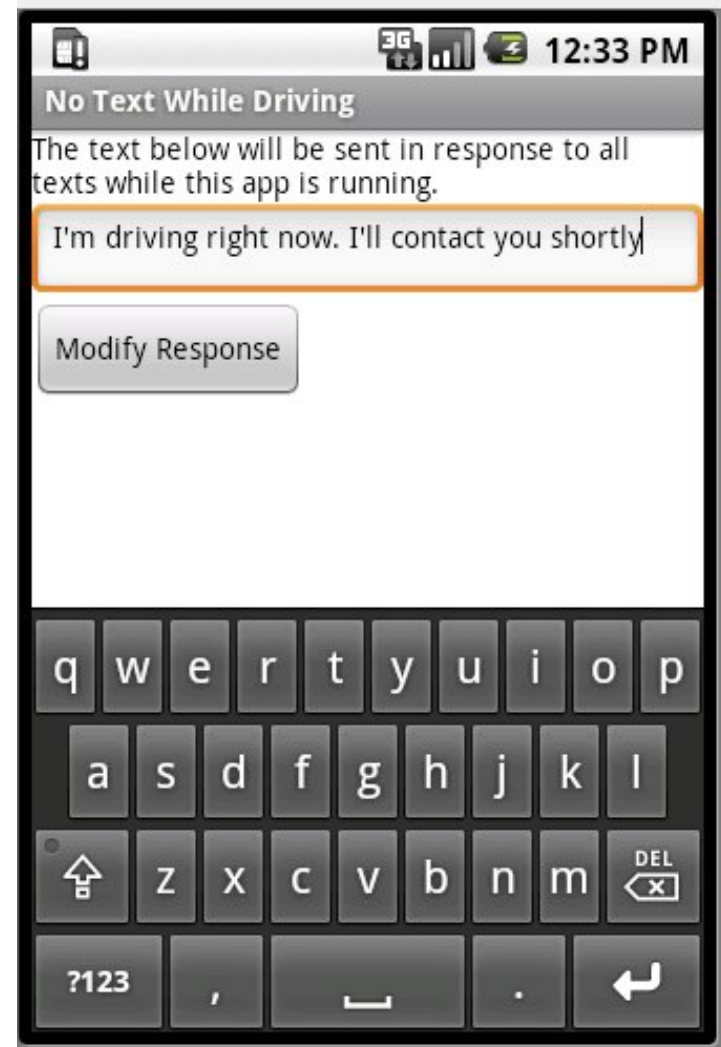 3G 12:33 PM
No Text While Driving
The text below will be sent in response to all
texts while this app is running.
I'm driving right now. I'll contact you shortly
Modify Response
q w e r t y u i o p
a s d f g h j k l
z x c v b n m DEL
?123 , .